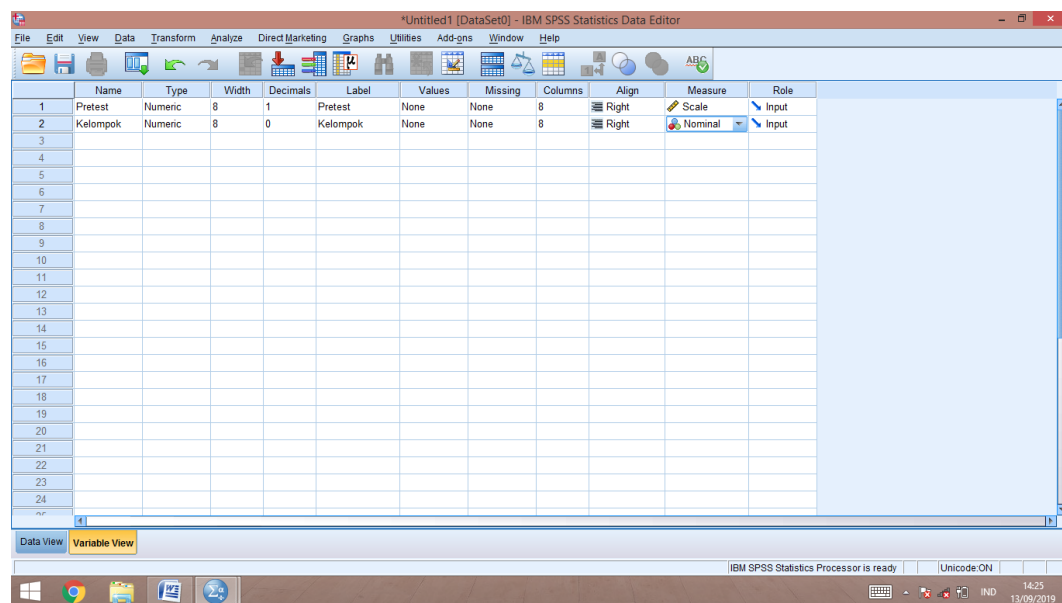 *Untitled1 [DataSet0] - IBM SPSS Statistics Data Editor
File Edit View Data Transform Analyze Direct Marketing Graphs Utilities Add-ons Window Help
Name Type Width Decimals Label Values Missing Columns Align Measure Role
1 Pretest Numeric 8 1 Pretest None None 8 Right Scale Input
2 Kelompok Numeric 8 0 Kelompok None None 8 Right Nominal Input
3
4
5
6
7
8
9
10
11
12
13
14
15
16
17
18
19
20
21
22
23
24
Data View Variable View
IBM SPSS Statistics Processor is ready Unicode:ON
IND 14:25
13/09/2019